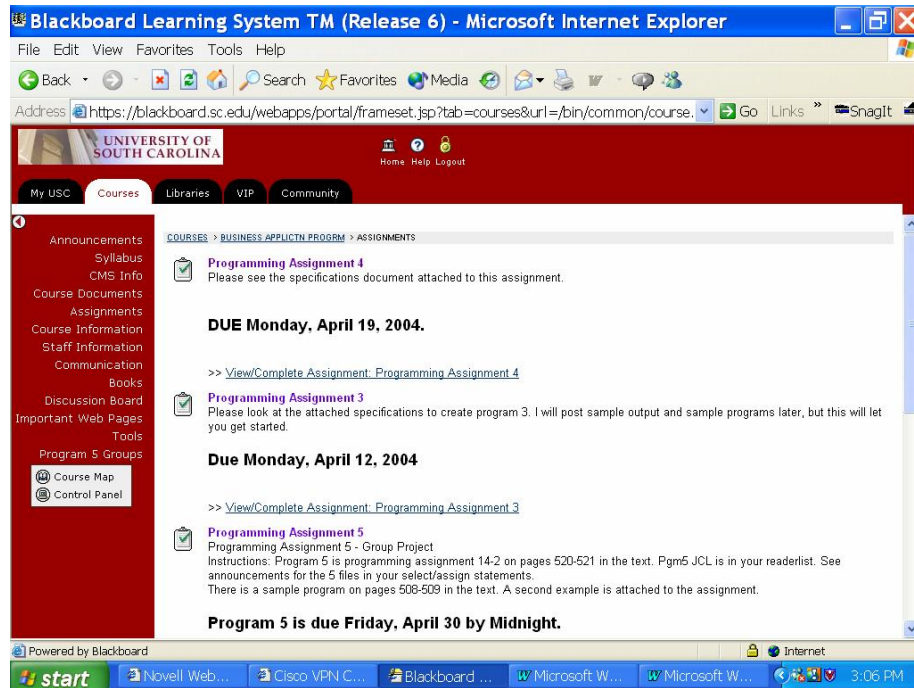 Blackboard Learning System TM (Release 6) - Microsoft Internet Explorer
File Edit View Favorites Tools Help
Back Search Favorites Media
Address https://blackboard.sc.edu/webapps/portal/frameset.jsp?tab=courses&url=/bin/common/course. Go Links » SnagIt
UNIVERSITY OF
SOUTH CAROLINA
Home Help Logout
My USC Courses Libraries VIP Community
Announcements
Syllabus
CMS Info
Course Documents
Assignments
Course Information
Staff Information
Communication
Books
Discussion Board
Important Web Pages
Tools
Program 5 Groups
Course Map
Control Panel
COURSES > BUSINESS APPLICTN PROGRM > ASSIGNMENTS
Programming Assignment 4
Please see the specifications document attached to this assignment.
DUE Monday, April 19, 2004.
>> View/Complete Assignment: Programming Assignment 4
Programming Assignment 3
Please look at the attached specifications to create program 3. I will post sample output and sample programs later, but this will let
you get started.
Due Monday, April 12, 2004
>> View/Complete Assignment: Programming Assignment 3
Programming Assignment 5
Programming Assignment 5 - Group Project
Instructions: Program 5 is programming assignment 14-2 on pages 520-521 in the text. Pgm5 JCL is in your readerlist. See
announcements for the 5 files in your select/assign statements.
There is a sample program on pages 508-509 in the text. A second example is attached to the assignment.
Program 5 is due Friday, April 30 by Midnight.
Powered by Blackboard Internet
start Novell Web... Cisco VPN C... Blackboard ... Microsoft W... Microsoft W... 3:06 PM